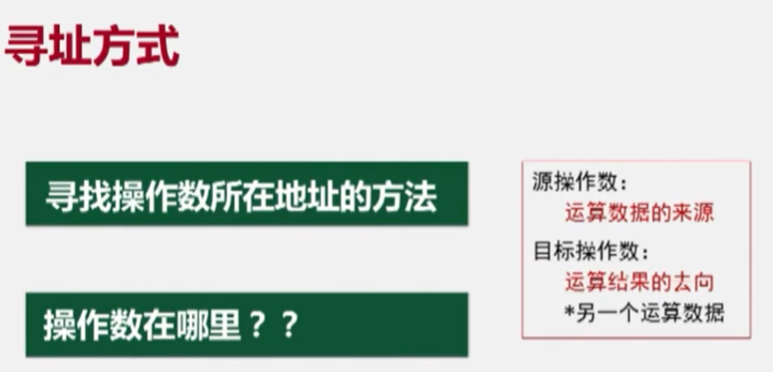 寻址方式
寻找操作数所在地址的方法
操作数在哪里？？
源操作数：
运算数据的来源
目标操作数：
运算结果的去向
*另一个运算数据